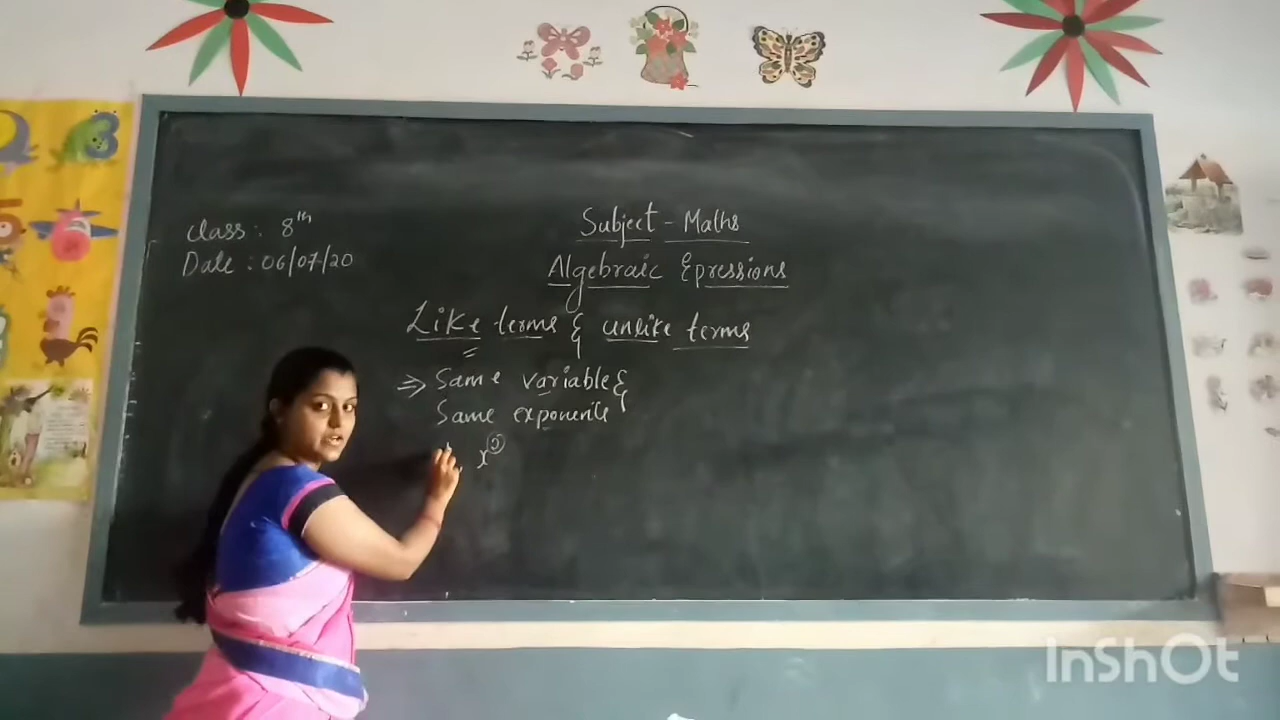 Class: 8th
Date: 06/07/20
Subject - Maths
Algebraic Epressions
Like terms & unlike terms
=
⇒ Same variable &
Same exponents
InShOt